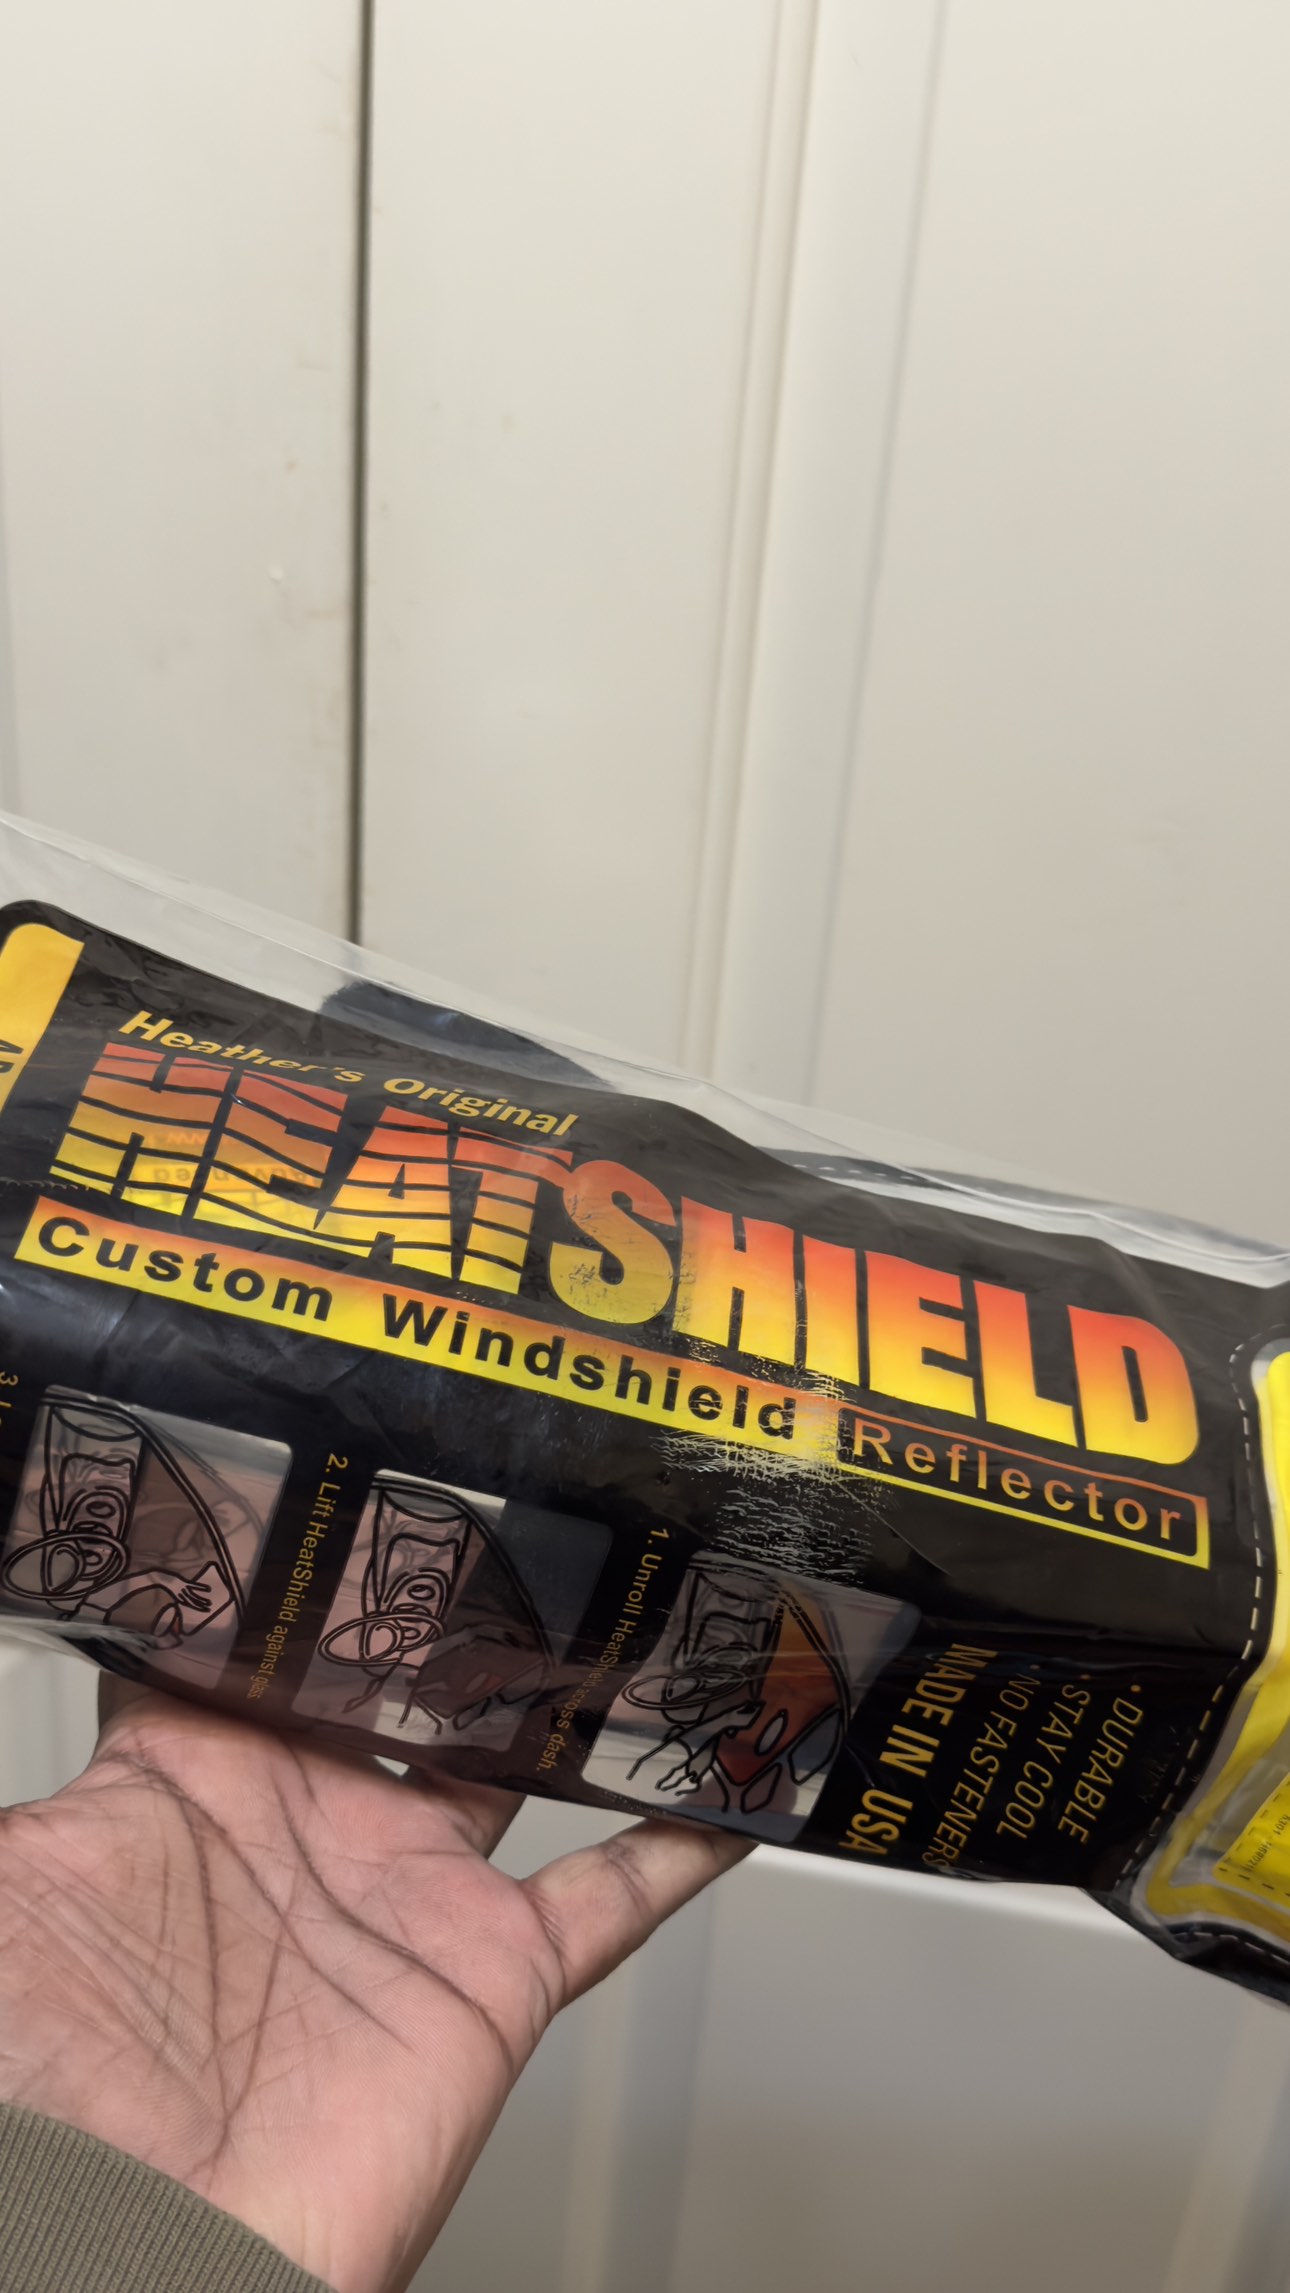 Heather's Original
HEATSHIELD
Custom Windshield Reflector
• DURABLE
• STAY COOL
• NO FASTENERS
MADE IN USA
1. Unroll HeatShield across dash.
2. Lift HeatShield against glass.
3.